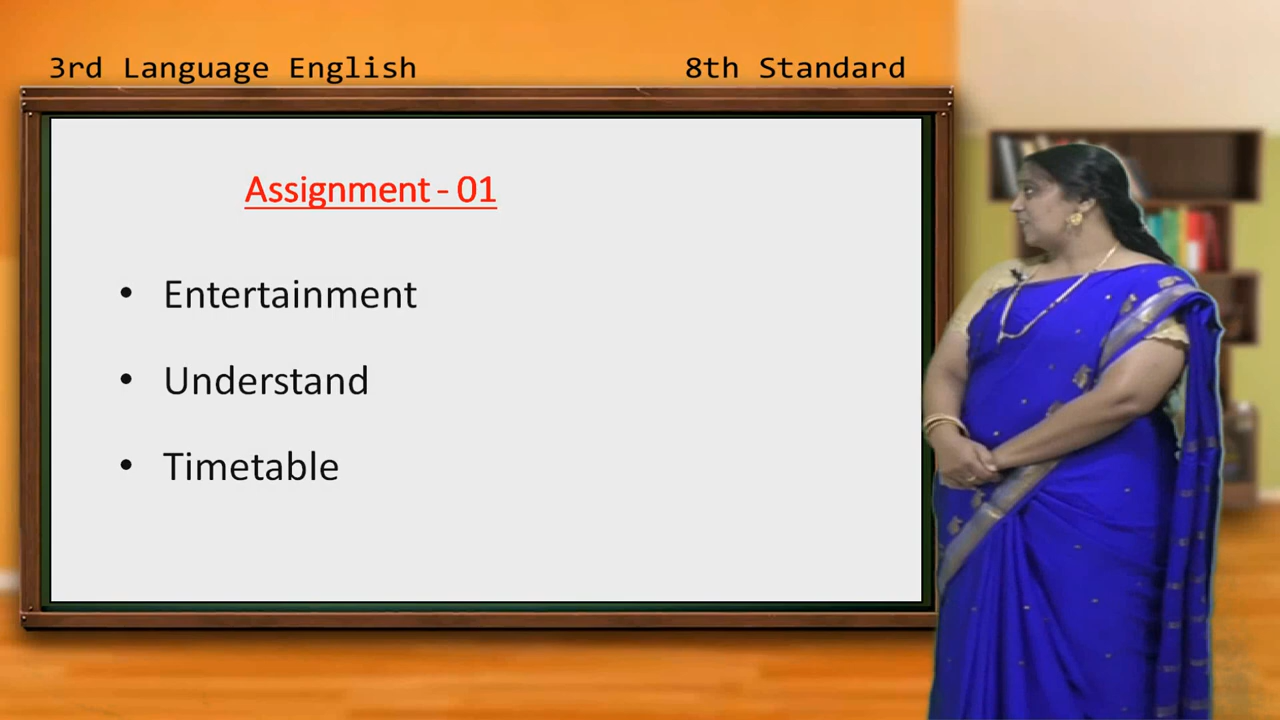 3rd Language English 8th Standard
Assignment - 01
• Entertainment
• Understand
• Timetable